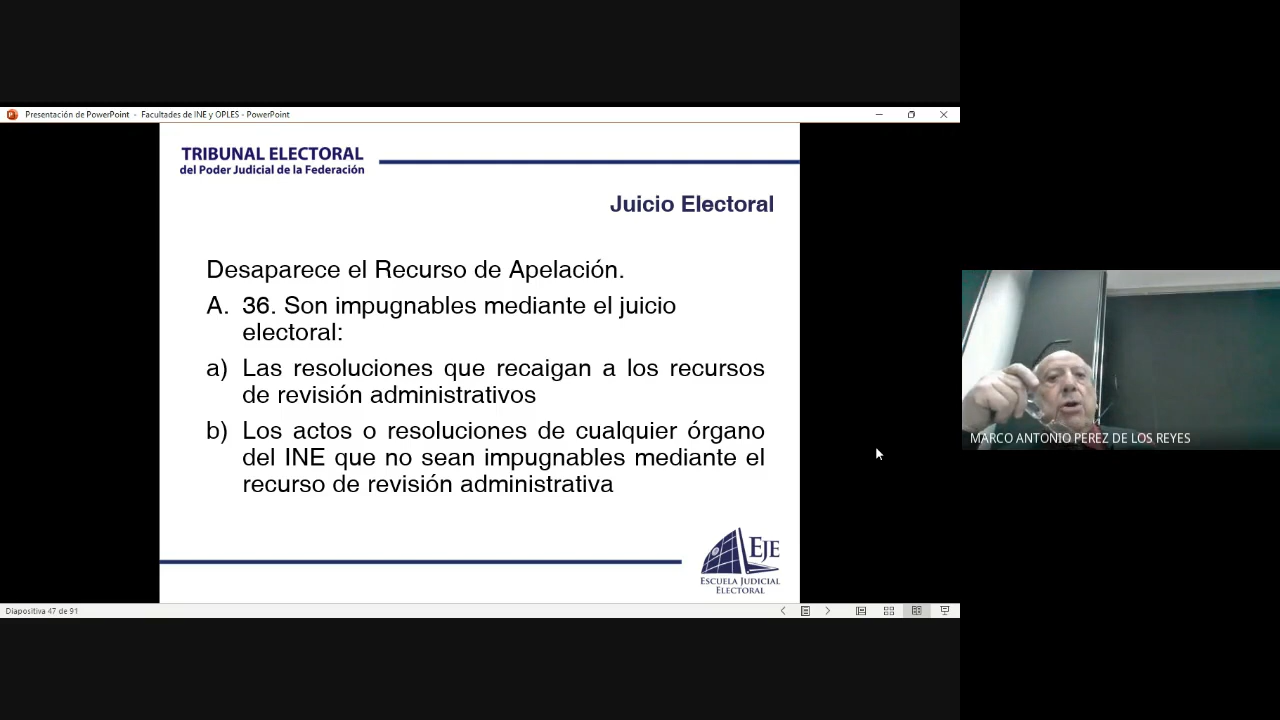 Presentación de PowerPoint - Facultades de INE y OPLES - PowerPoint
TRIBUNAL ELECTORAL
del Poder Judicial de la Federación
Juicio Electoral
Desaparece el Recurso de Apelación.
A. 36. Son impugnables mediante el juicio
electoral:
a) Las resoluciones que recaigan a los recursos
de revisión administrativos
b) Los actos o resoluciones de cualquier órgano
del INE que no sean impugnables mediante el
recurso de revisión administrativa
EJE
ESCUELA JUDICIAL
ELECTORAL
Diapositiva 47 de 91
MARCO ANTONIO PEREZ DE LOS REYES